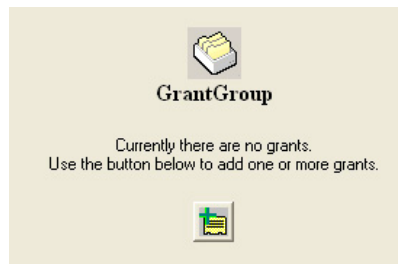 GrantGroup
Currently there are no grants.
Use the button below to add one or more grants.